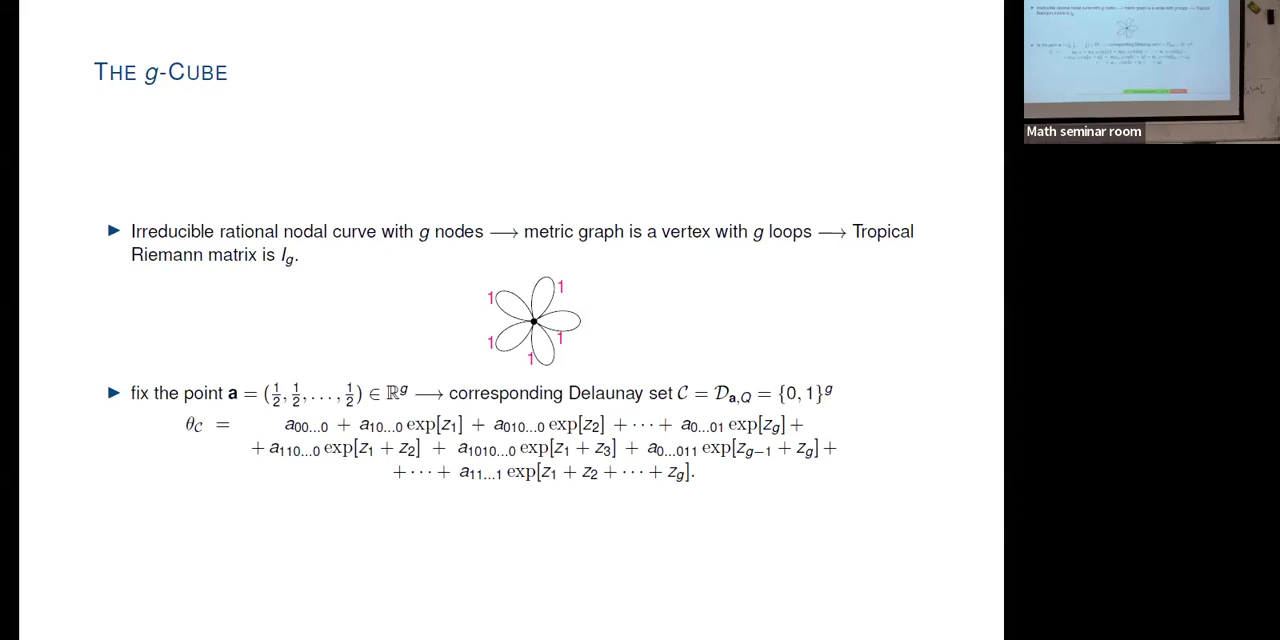 THE g-CUBE
► Irreducible rational nodal curve with g nodes ⟶ metric graph is a vertex with g loops ⟶ Tropical
Riemann matrix is I_g.
1
1
1
1
1
► fix the point a = (1/2, 1/2, . . . , 1/2) ∈ ℝ^g ⟶ corresponding Delaunay set 𝒞 = 𝒟_{a,Q} = {0, 1}^g
θ_𝒞 = a_{00...0} + a_{10...0} exp[z_1] + a_{010...0} exp[z_2] + ··· + a_{0...01} exp[z_g] +
+ a_{110...0} exp[z_1 + z_2] + a_{1010...0} exp[z_1 + z_3] + a_{0...011} exp[z_{g−1} + z_g] +
+ ··· + a_{11...1} exp[z_1 + z_2 + ··· + z_g].
Math seminar room